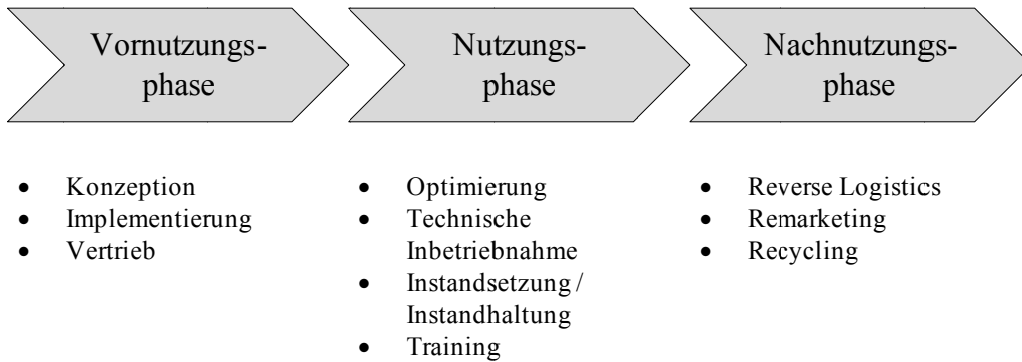 Vornutzungs-
phase
Nutzungs-
phase
Nachnutzungs-
phase
• Konzeption
• Implementierung
• Vertrieb
• Optimierung
• Technische
Inbetriebnahme
• Instandsetzung /
Instandhaltung
• Training
• Reverse Logistics
• Remarketing
• Recycling